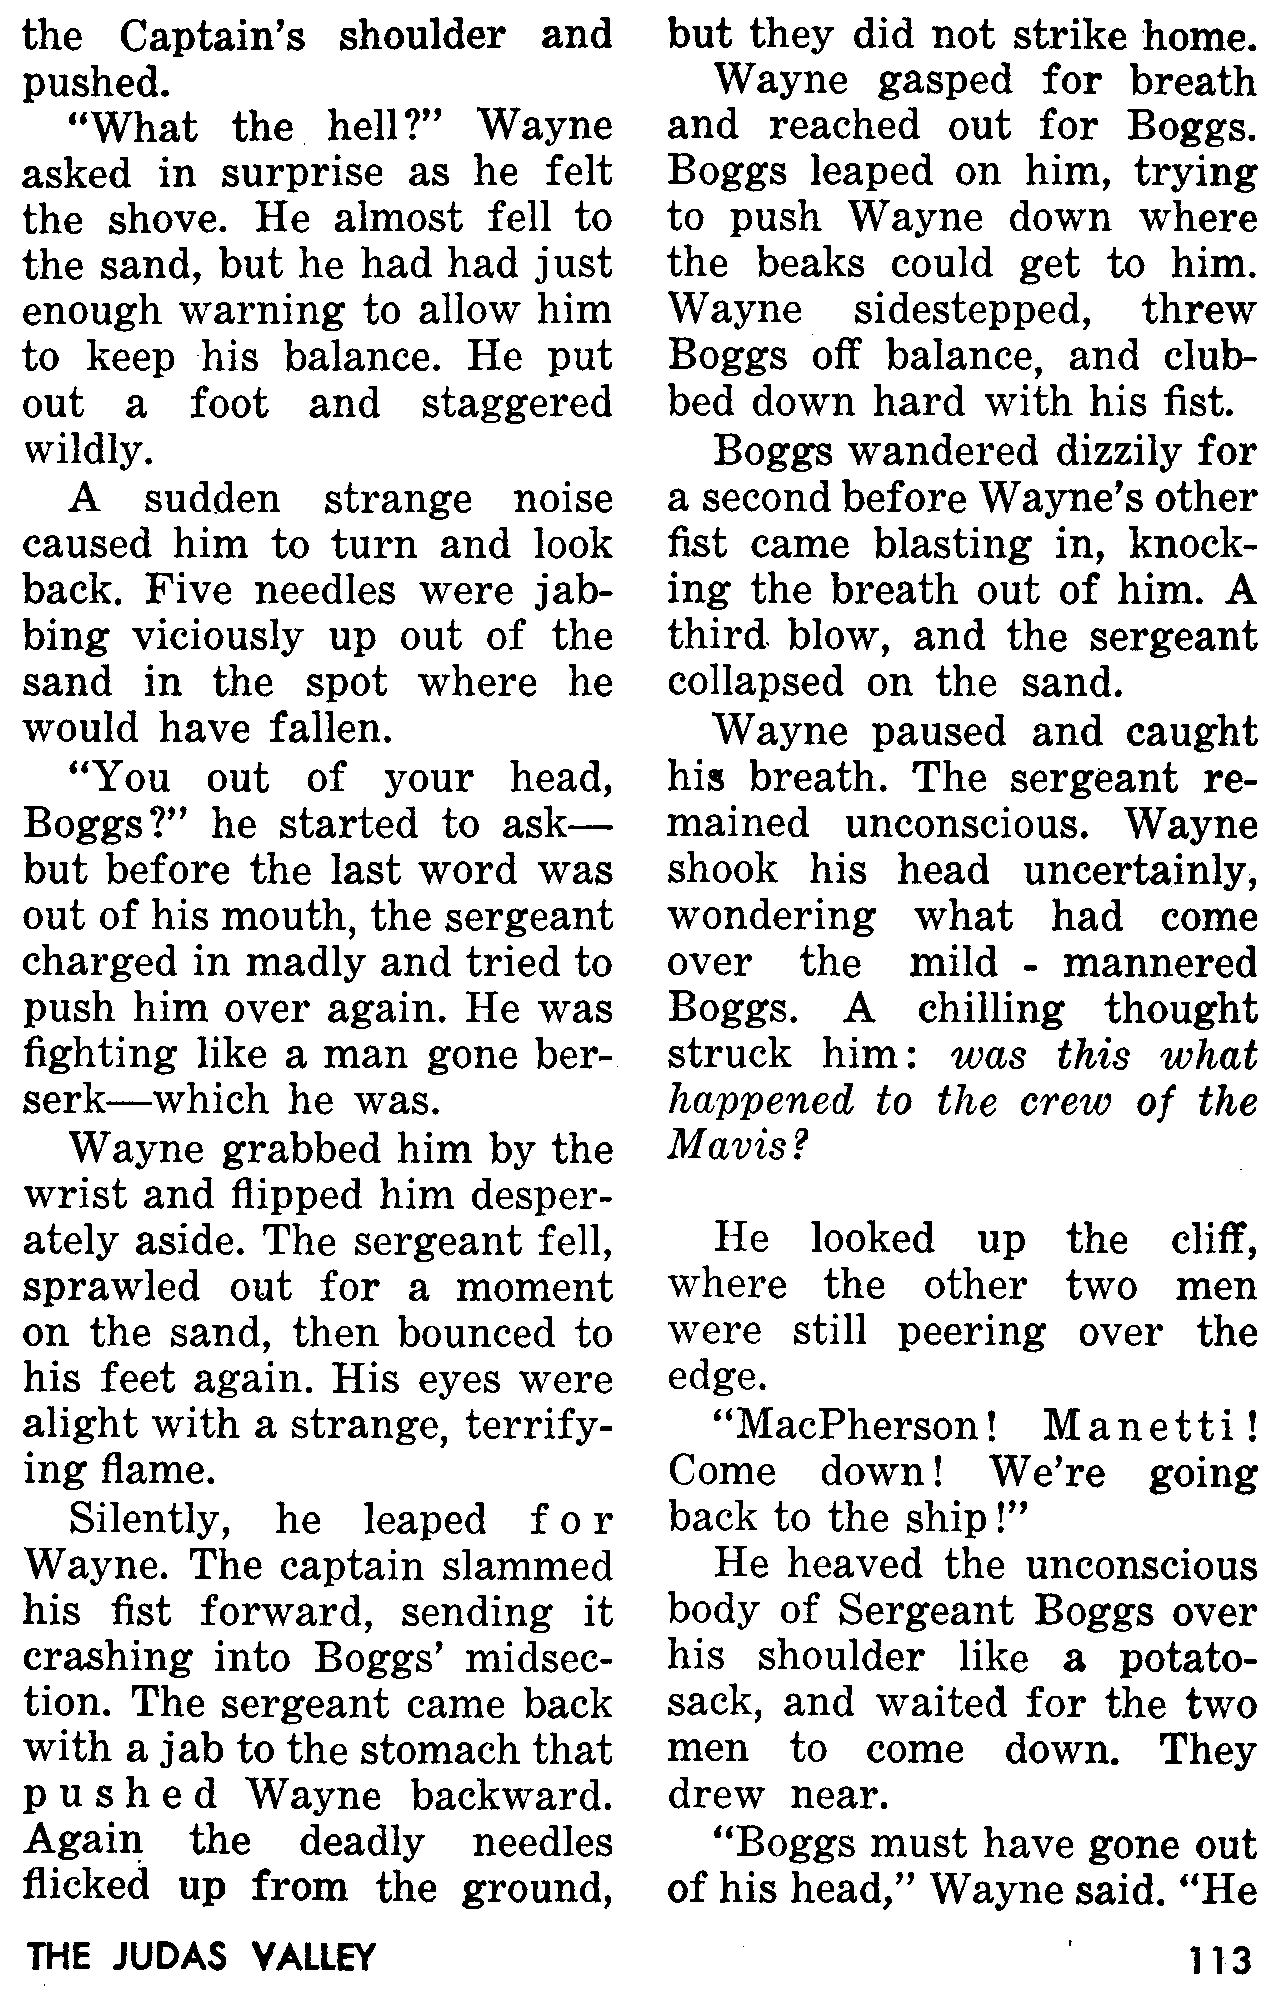 the Captain's shoulder and
pushed.
“What the hell?” Wayne
asked in surprise as he felt
the shove. He almost fell to
the sand, but he had had just
enough warning to allow him
to keep his balance. He put
out a foot and staggered
wildly.
A sudden strange noise
caused him to turn and look
back. Five needles were jab-
bing viciously up out of the
sand in the spot where he
would have fallen.
“You out of your head,
Boggs?” he started to ask—
but before the last word was
out of his mouth, the sergeant
charged in madly and tried to
push him over again. He was
fighting like a man gone ber-
serk—which he was.
Wayne grabbed him by the
wrist and flipped him desper-
ately aside. The sergeant fell,
sprawled out for a moment
on the sand, then bounced to
his feet again. His eyes were
alight with a strange, terrify-
ing flame.
Silently, he leaped for
Wayne. The captain slammed
his fist forward, sending it
crashing into Boggs' midsec-
tion. The sergeant came back
with a jab to the stomach that
pushed Wayne backward.
Again the deadly needles
flicked up from the ground,
but they did not strike home.
Wayne gasped for breath
and reached out for Boggs.
Boggs leaped on him, trying
to push Wayne down where
the beaks could get to him.
Wayne sidestepped, threw
Boggs off balance, and club-
bed down hard with his fist.
Boggs wandered dizzily for
a second before Wayne's other
fist came blasting in, knock-
ing the breath out of him. A
third blow, and the sergeant
collapsed on the sand.
Wayne paused and caught
his breath. The sergeant re-
mained unconscious. Wayne
shook his head uncertainly,
wondering what had come
over the mild - mannered
Boggs. A chilling thought
struck him: was this what
happened to the crew of the
Mavis?
He looked up the cliff,
where the other two men
were still peering over the
edge.
“MacPherson! Manetti!
Come down! We're going
back to the ship!”
He heaved the unconscious
body of Sergeant Boggs over
his shoulder like a potato-
sack, and waited for the two
men to come down. They
drew near.
“Boggs must have gone out
of his head,” Wayne said. “He
THE JUDAS VALLEY 113